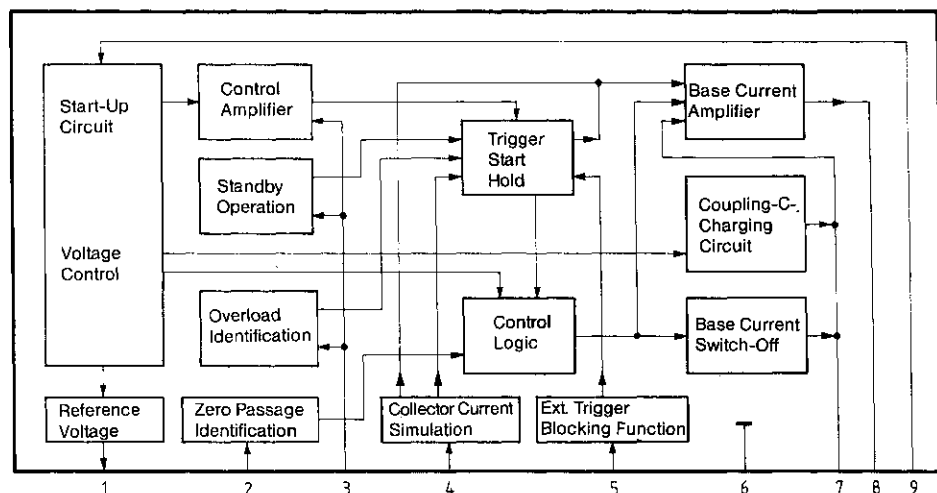 Start-Up
Circuit
Voltage
Control
Control
Amplifier
Standby
Operation
Overload
Identification
Reference
Voltage
Zero Passage
Identification
Trigger
Start
Hold
Control
Logic
Collector Current
Simulation
Ext. Trigger
Blocking Function
Base Current
Amplifier
Coupling-C-
Charging
Circuit
Base Current
Switch-Off
1 2 3 4 5 6 7 8 9